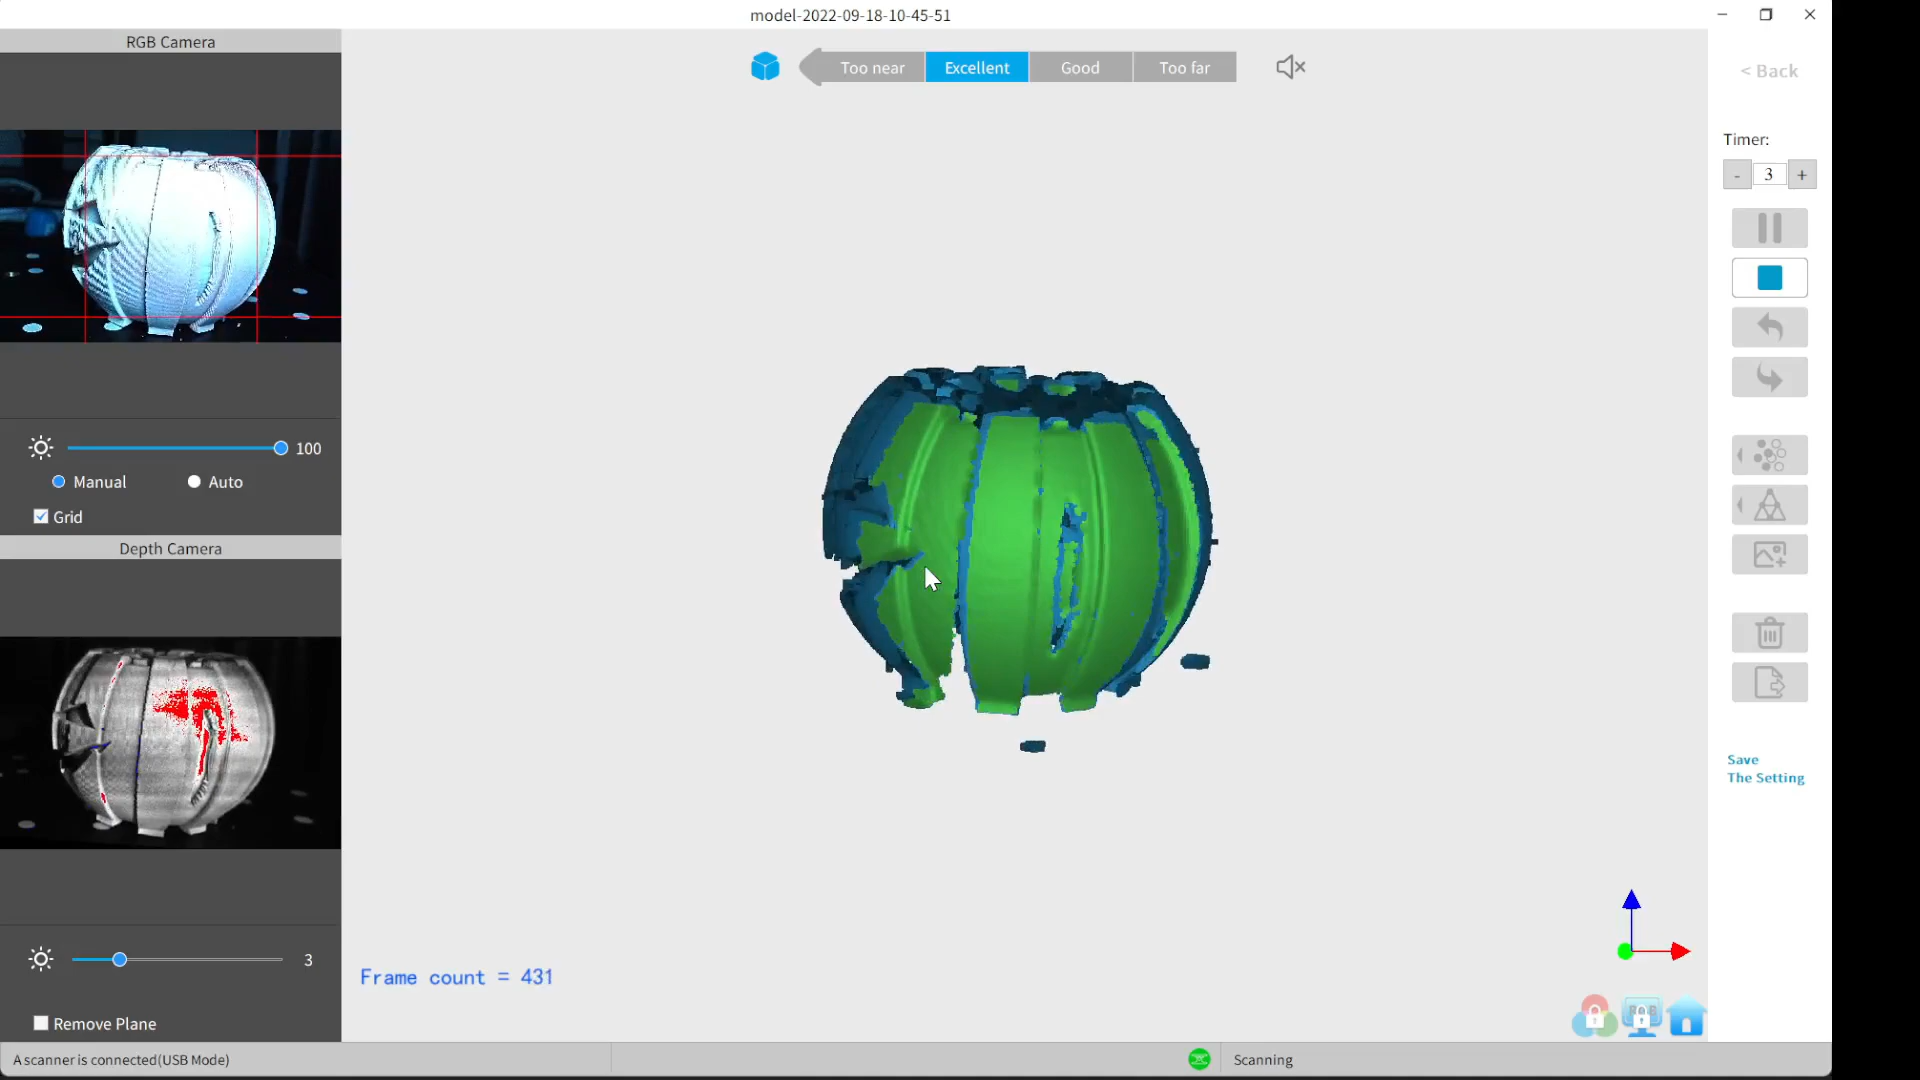 model-2022-09-18-10-45-51
RGB Camera
Too near
Excellent
Good
Too far
< Back
Timer:
- 3 +
100
Manual
Auto
Grid
Depth Camera
Save
The Setting
3
Frame count = 431
Remove Plane
A scanner is connected(USB Mode)
Scanning